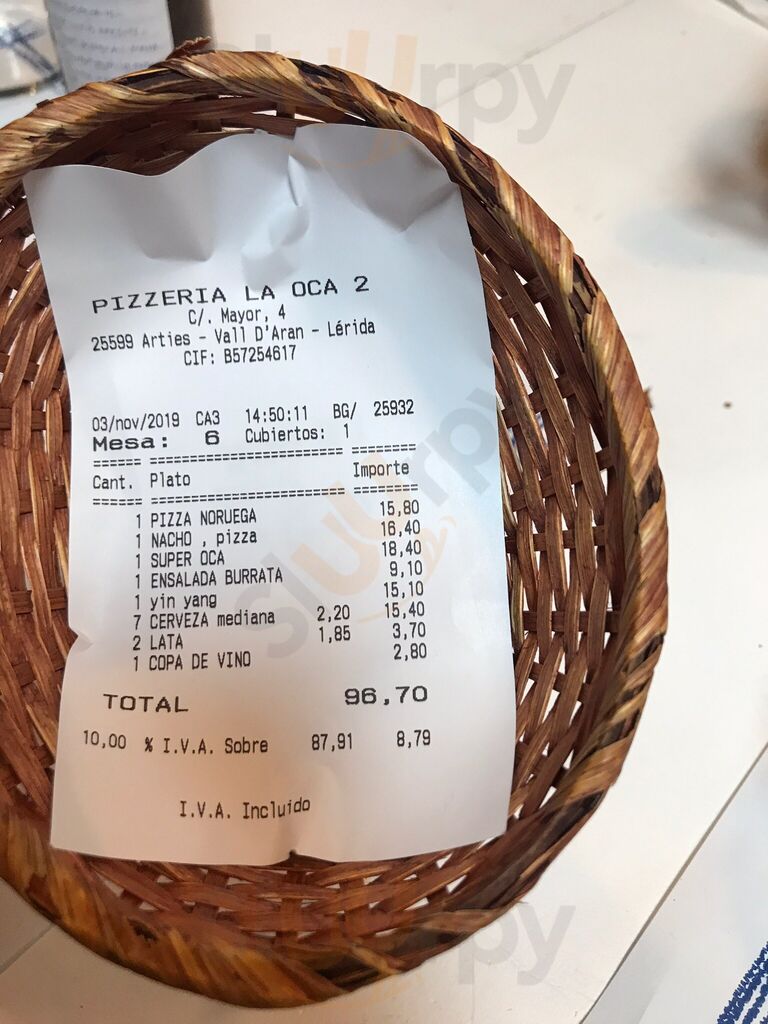 PIZZERIA LA OCA 2
C/. Mayor, 4
25599 Arties - Vall D'Aran - Lérida
CIF: B57254617
03/nov/2019 CA3 14:50:11 BG/ 25932
Mesa: 6 Cubiertos: 1
Cant. Plato Importe
1 PIZZA NORUEGA 15,80
1 NACHO , pizza 16,40
1 SUPER OCA 18,40
1 ENSALADA BURRATA 9,10
1 yin yang 15,10
7 CERVEZA mediana 2,20 15,40
2 LATA 1,85 3,70
1 COPA DE VINO 2,80
TOTAL 96,70
10,00 % I.V.A. Sobre 87,91 8,79
I.V.A. Incluido
sluurpy
sluurpy
sluurpy